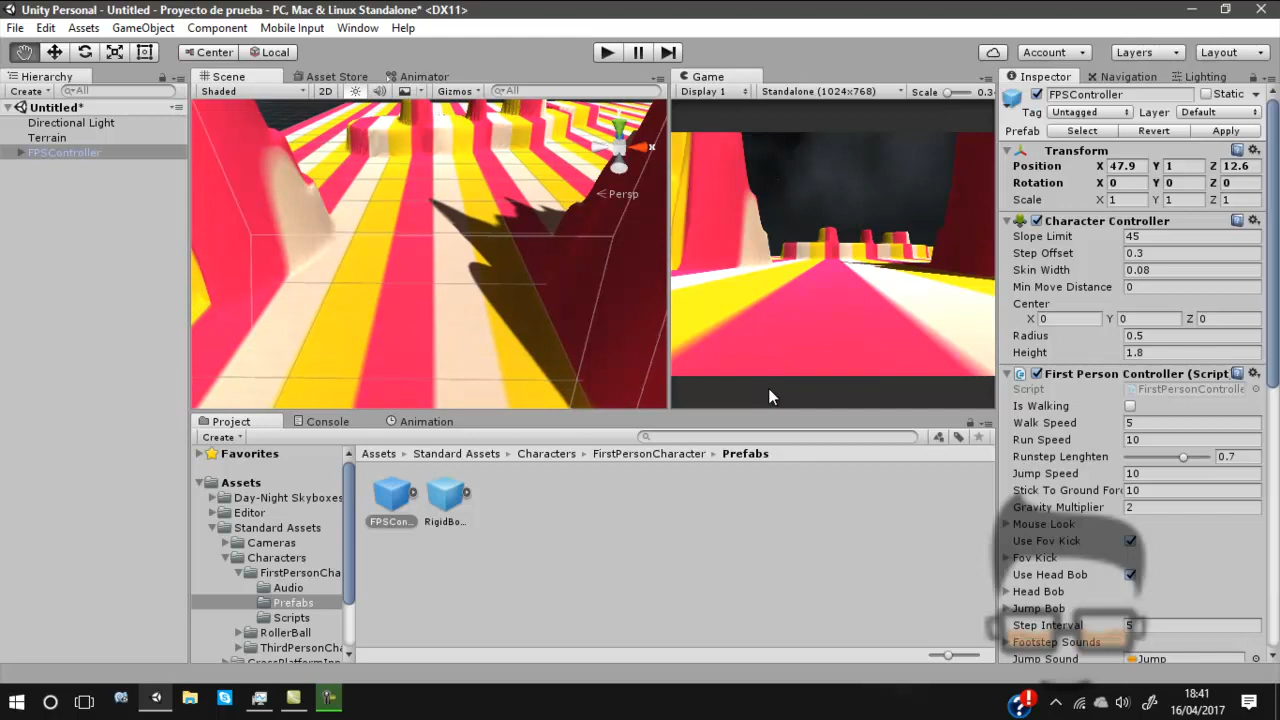 Unity Personal - Untitled - Proyecto de prueba - PC, Mac & Linux Standalone* <DX11>
File Edit Assets GameObject Component Mobile Input Window Help
Center Local Account Layers Layout
Hierarchy Scene Asset Store Animator Game Inspector Navigation Lighting
Create All Shaded 2D Gizmos All Display 1 Standalone (1024x768) Scale 0.3 FPSController Static
Untitled*
Tag Untagged Layer Default
Directional Light
Prefab Select Revert Apply
Terrain
FPSController
x
Persp
Transform
Position X 47.9 Y 1 Z 12.6
Rotation X 0 Y 0 Z 0
Scale X 1 Y 1 Z 1
Character Controller
Slope Limit 45
Step Offset 0.3
Skin Width 0.08
Min Move Distance 0
Center
X 0 Y 0 Z 0
Radius 0.5
Height 1.8
First Person Controller (Script
Script FirstPersonControlle
Is Walking
Walk Speed 5
Run Speed 10
Runstep Lenghten 0.7
Jump Speed 10
Stick To Ground Forc 10
Gravity Multiplier 2
Mouse Look
Use Fov Kick
Fov Kick
Use Head Bob
Head Bob
Jump Bob
Step Interval 5
Footstep Sounds
Jump Sound Jump
Project Console Animation
Create
Favorites
Assets Standard Assets Characters FirstPersonCharacter Prefabs
Assets
Day-Night Skyboxes
Editor
Standard Assets
Cameras
Characters
FirstPersonCha
Audio
Prefabs
Scripts
RollerBall
ThirdPersonCh
CrossPlatformInp
FPSCon...
RigidBo...
18:41
16/04/2017